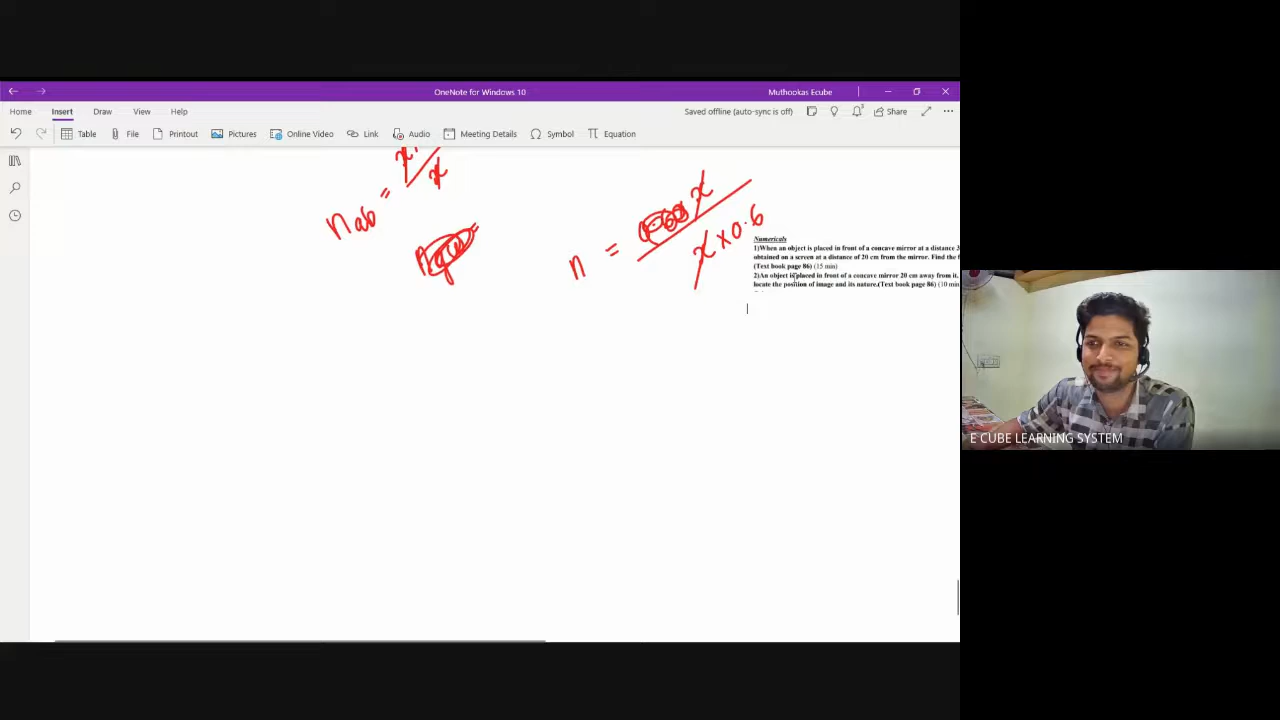 OneNote for Windows 10
Muthookas Ecube
Home Insert Draw View Help
Saved offline (auto-sync is off) Share
Table File Printout Pictures Online Video Link Audio Meeting Details Symbol Equation
nab = x
x
n = x
x × 0.6
Numericals
1)When an object is placed in front of a concave mirror at a distance 3
obtained on a screen at a distance of 20 cm from the mirror. Find the f
(Text book page 86) (15 min)
2)An object is placed in front of a concave mirror 20 cm away from it.
locate the position of image and its nature.(Text book page 86) (10 min
E CUBE LEARNING SYSTEM